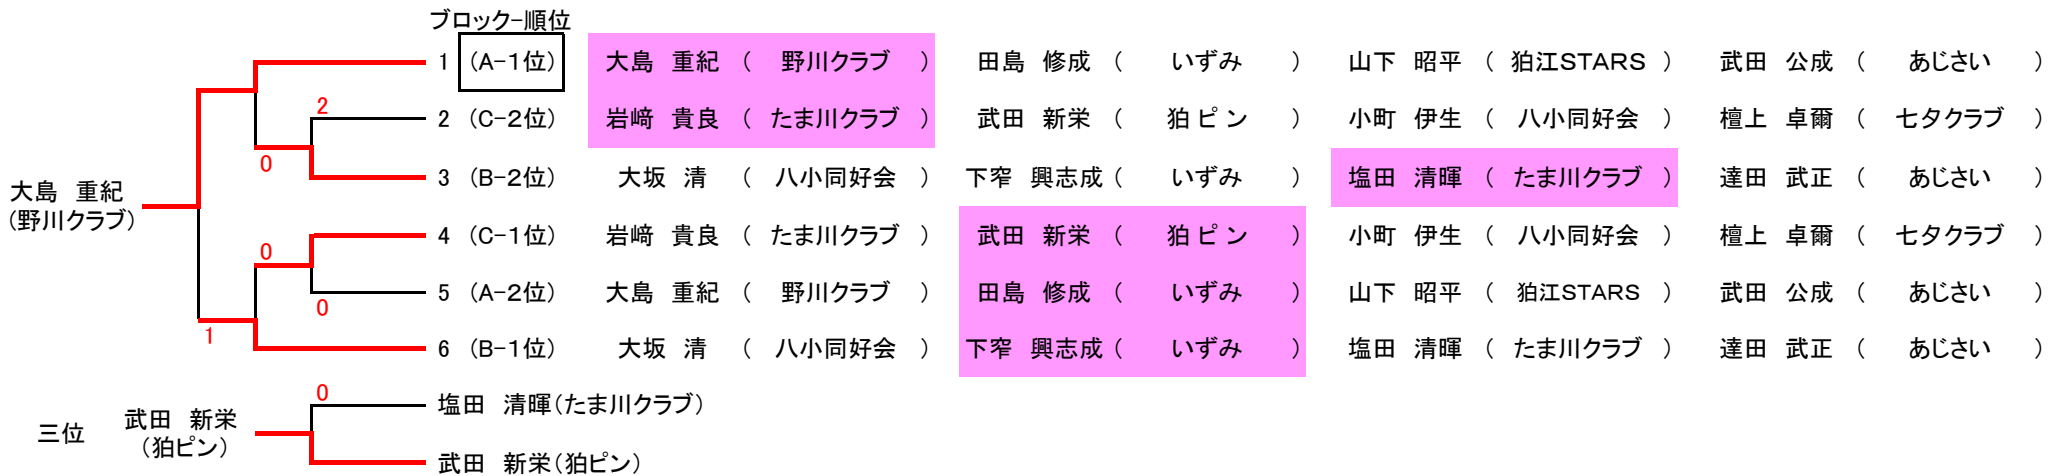 ブロック-順位
1 (A-1位) 大島 重紀 ( 野川クラブ ) 田島 修成 ( いずみ ) 山下 昭平 ( 狛江STARS ) 武田 公成 ( あじさい )
2
2 (C-2位) 岩﨑 貴良 ( たま川クラブ ) 武田 新栄 ( 狛ピン ) 小町 伊生 ( 八小同好会 ) 檀上 卓爾 ( 七夕クラブ )
0
3 (B-2位) 大坂 清 ( 八小同好会 ) 下窄 興志成 ( いずみ ) 塩田 清暉 ( たま川クラブ ) 達田 武正 ( あじさい )
大島 重紀
(野川クラブ)
4 (C-1位) 岩﨑 貴良 ( たま川クラブ ) 武田 新栄 ( 狛ピン ) 小町 伊生 ( 八小同好会 ) 檀上 卓爾 ( 七夕クラブ )
0
5 (A-2位) 大島 重紀 ( 野川クラブ ) 田島 修成 ( いずみ ) 山下 昭平 ( 狛江STARS ) 武田 公成 ( あじさい )
0
1
6 (B-1位) 大坂 清 ( 八小同好会 ) 下窄 興志成 ( いずみ ) 塩田 清暉 ( たま川クラブ ) 達田 武正 ( あじさい )
0
塩田 清暉(たま川クラブ)
三位 武田 新栄
(狛ピン)
武田 新栄(狛ピン)